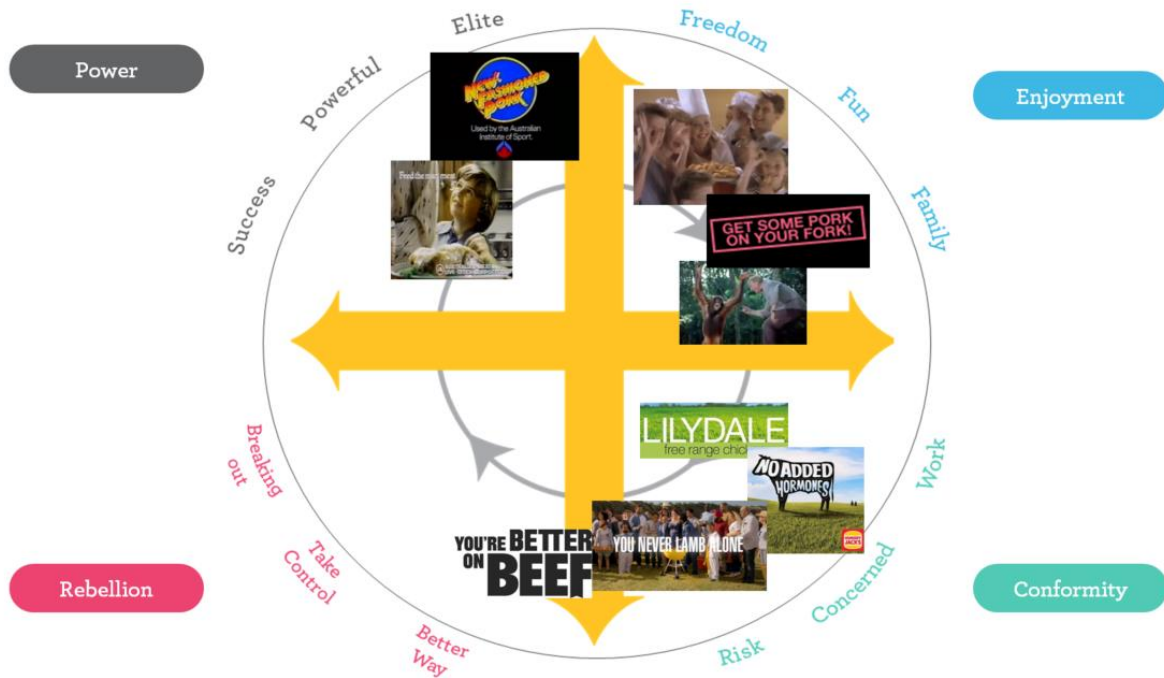 Power
Elite
Powerful
Success
NEW-
FASHIONED
PORK
Used by the Australian
Institute of Sport.
Feed the man meat.
Freedom
Fun
Family
Enjoyment
GET SOME PORK
ON YOUR FORK!
LILYDALE
free range
NO ADDED
HORMONES
HUNGRY
JACK'S
YOU NEVER LAMB ALONE
YOU'RE BETTER
ON
BEEF
Work
Concerned
Risk
Conformity
Breaking
out
Take
Control
Better
Way
Rebellion